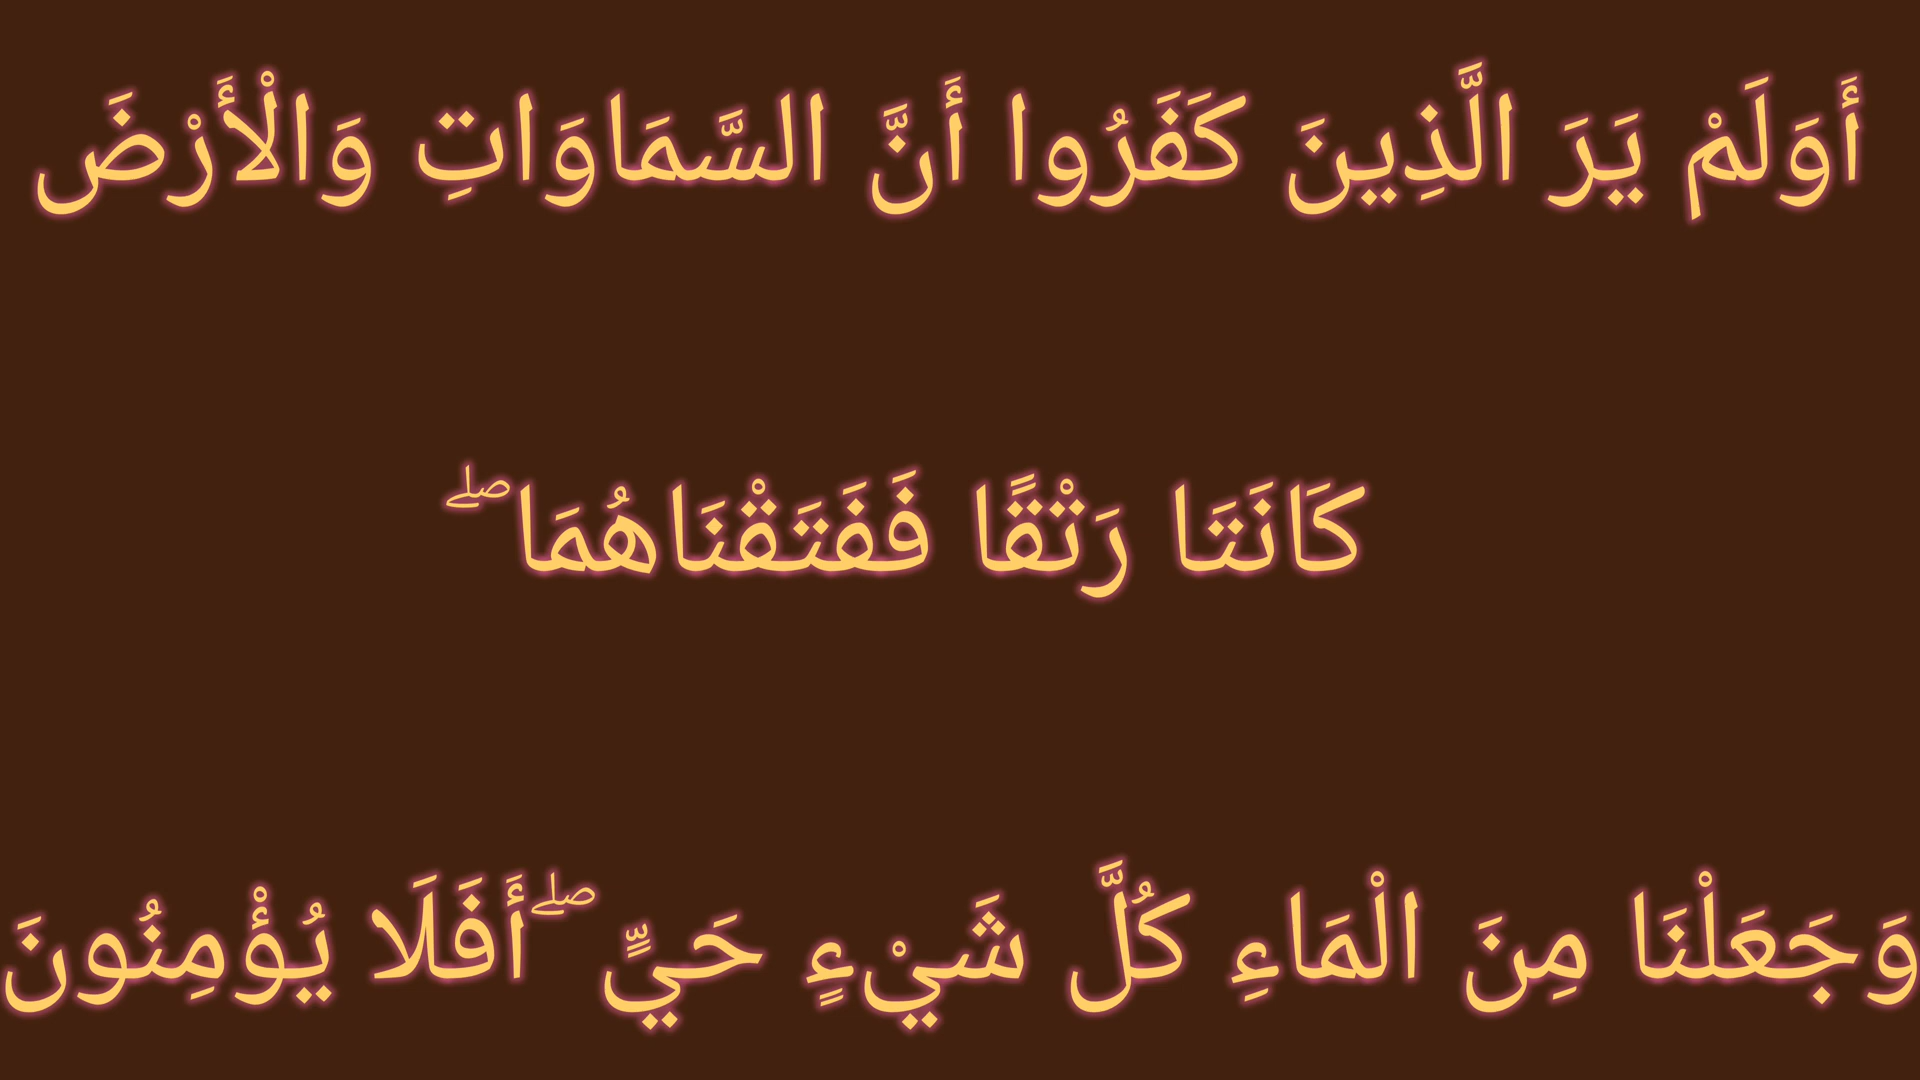 أَوَلَمْ يَرَ الَّذِينَ كَفَرُوا أَنَّ السَّمَاوَاتِ وَالْأَرْضَ
كَانَتَا رَتْقًا فَفَتَقْنَاهُمَا ۖ
وَجَعَلْنَا مِنَ الْمَاءِ كُلَّ شَيْءٍ حَيٍّ ۖ أَفَلَا يُؤْمِنُونَ